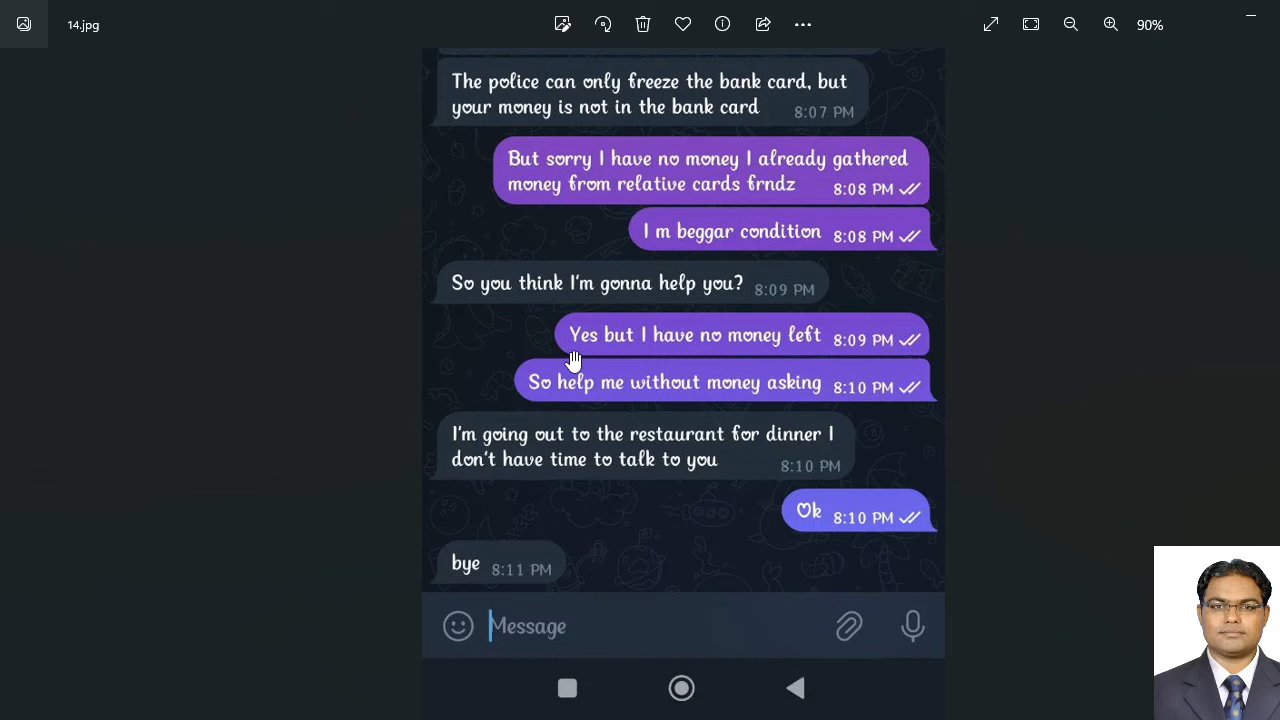 14.jpg
90%
The police can only freeze the bank card, but
your money is not in the bank card
8:07 PM
But sorry I have no money I already gathered
money from relative cards frndz
8:08 PM
I m beggar condition
8:08 PM
So you think I'm gonna help you?
8:09 PM
Yes but I have no money left
8:09 PM
So help me without money asking
8:10 PM
I'm going out to the restaurant for dinner I
don't have time to talk to you
8:10 PM
Ok
8:10 PM
bye
8:11 PM
Message